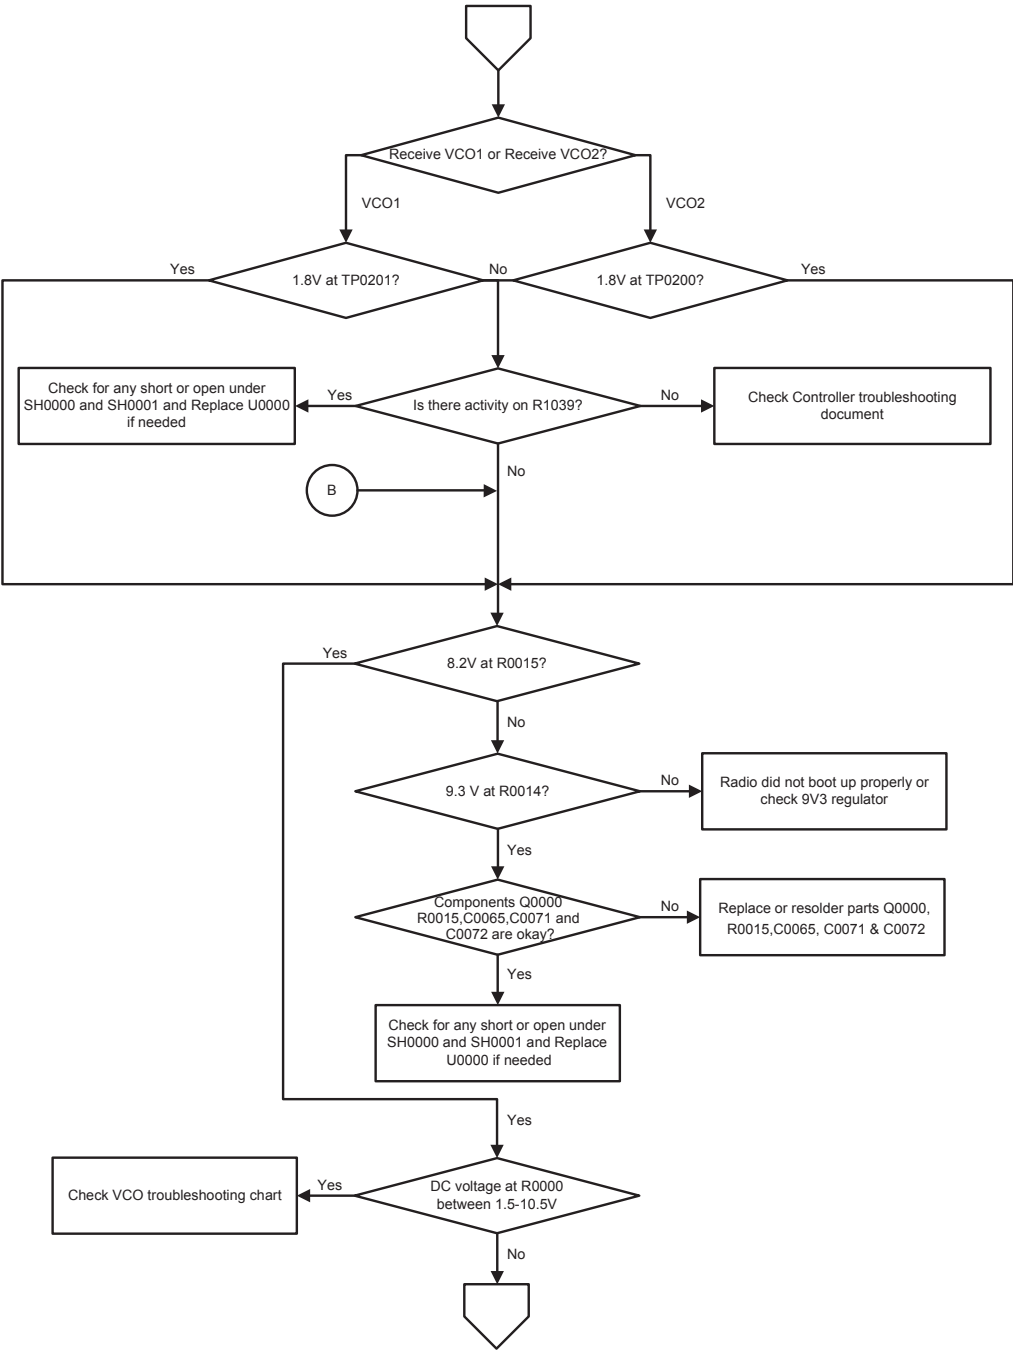 Receive VCO1 or Receive VCO2?
VCO1
VCO2
Yes
1.8V at TP0201?
No
1.8V at TP0200?
Yes
Check for any short or open under
SH0000 and SH0001 and Replace U0000
if needed
Yes
Is there activity on R1039?
No
Check Controller troubleshooting
document
No
B
Yes
8.2V at R0015?
No
9.3 V at R0014?
No
Radio did not boot up properly or
check 9V3 regulator
Yes
Components Q0000
R0015,C0065,C0071 and
C0072 are okay?
No
Replace or resolder parts Q0000,
R0015,C0065, C0071 & C0072
Yes
Check for any short or open under
SH0000 and SH0001 and Replace
U0000 if needed
Yes
Check VCO troubleshooting chart
Yes
DC voltage at R0000
between 1.5-10.5V
No